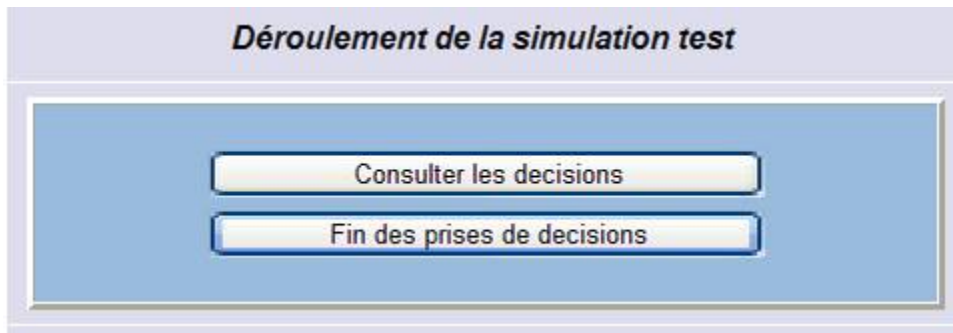 Déroulement de la simulation test
Consulter les decisions
Fin des prises de decisions